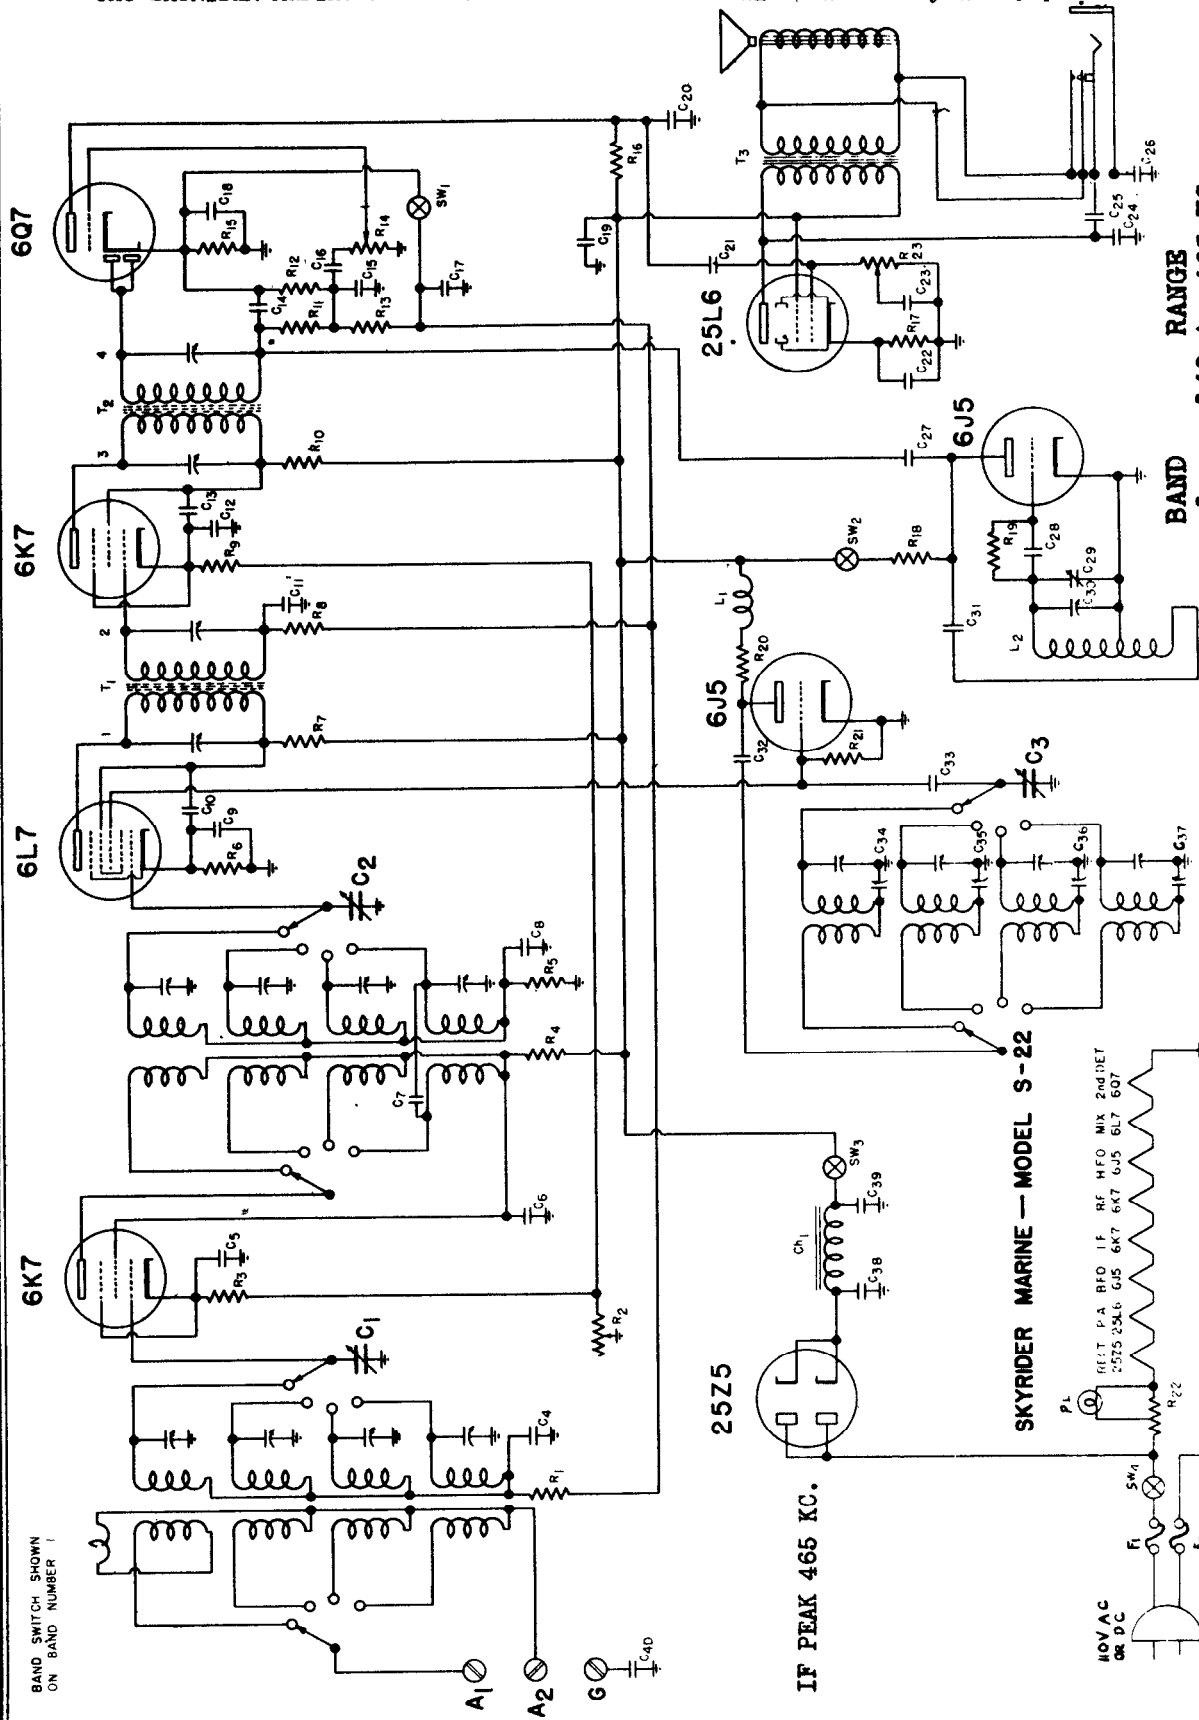 BAND SWITCH SHOWN
ON BAND NUMBER 1
6K7
6L7
6K7
6Q7
A1
A2
G
C4D
C1
C4
R1
R2
R3
C5
C6
C7
R4
R5
C8
C2
R6
C9
C10
1
T1
2
R7
R8
C11
R9
C12
C13
3
T2
4
R10
C14
R11
R12
R13
C15
C16
R14
R15
C18
SW1
C17
C19
R16
C20
25L6
C21
R23
C23
R17
C22
T3
C24
C25
C26
6J5
C27
SW2
R18
R19
C28
C29
C30
C31
L2
6J5
L1
R20
C32
R21
C33
C3
C34
C35
C36
C37
25Z5
Ch1
C38
C39
SW3
IF PEAK 465 KC.
SKYRIDER MARINE — MODEL S-22
RECT PA BFO IF RF HFO MIX 2nd DET
25Z5 25L6 6J5 6K7 6K7 6J5 6L7 6Q7
PL
R22
SW4
F1
110V AC
OR DC
BAND RANGE